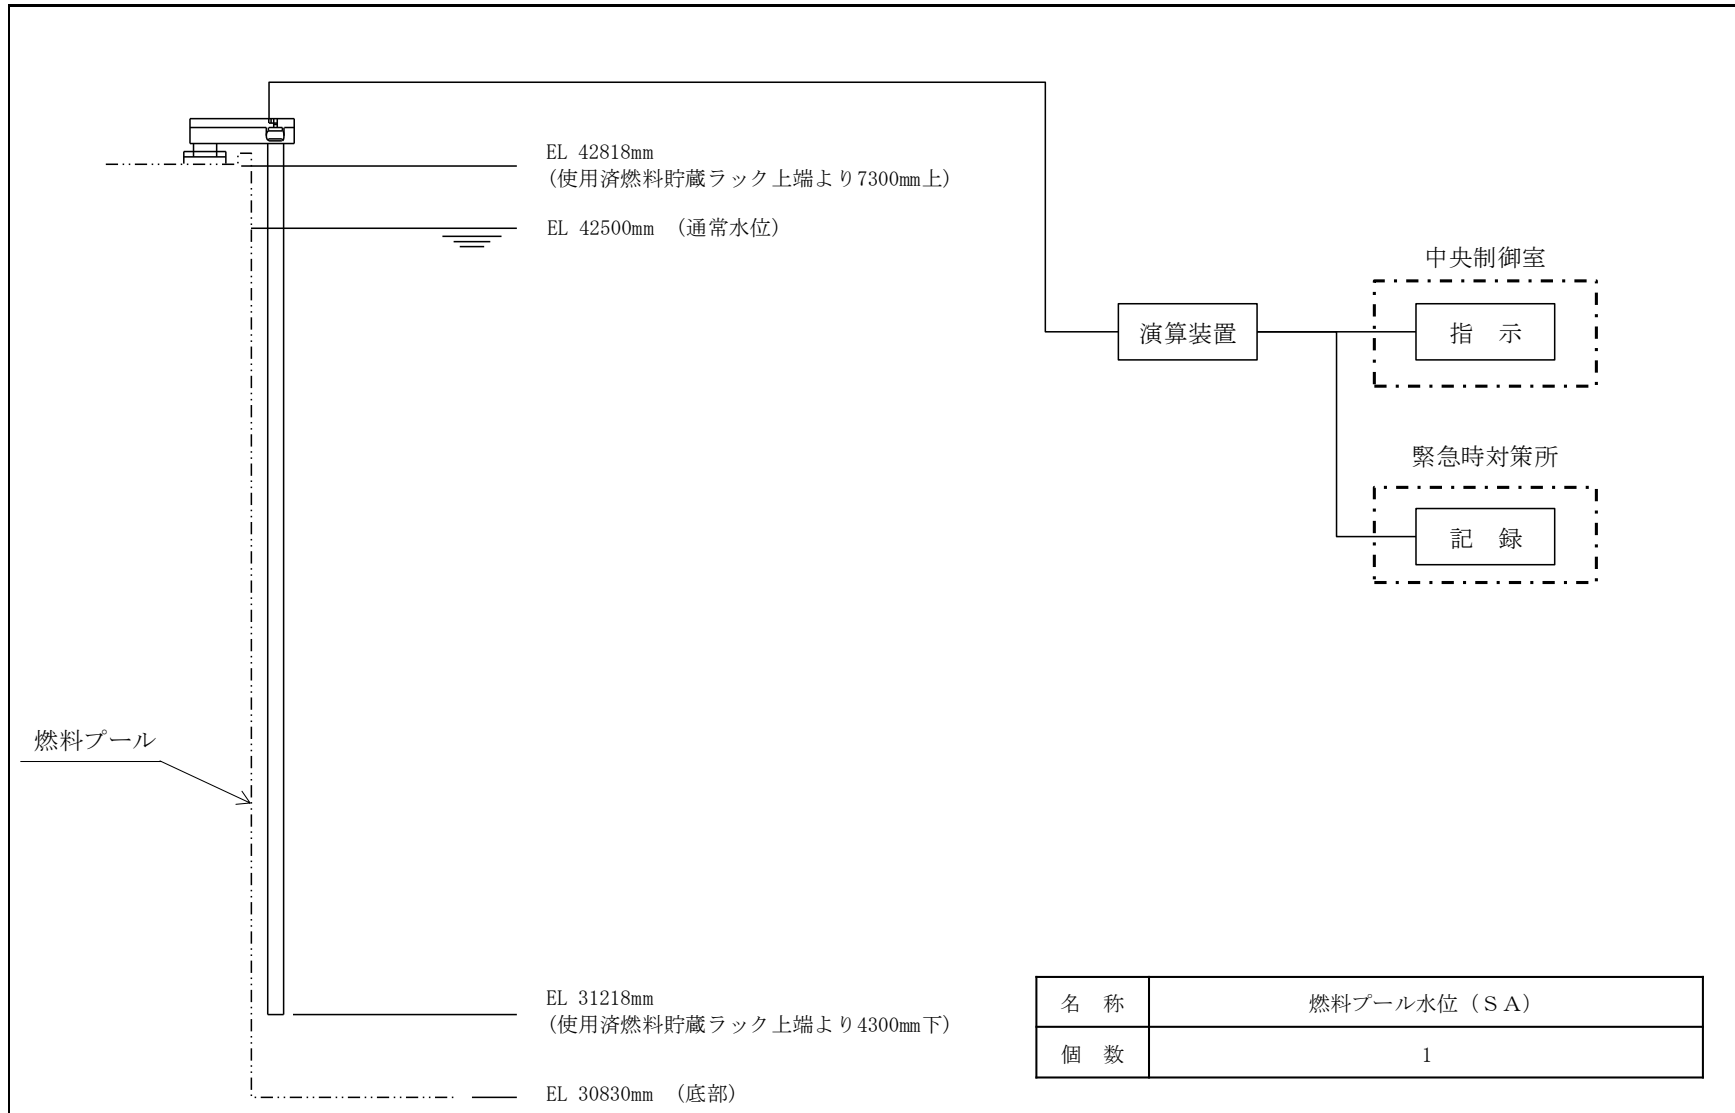 EL 42818mm
(使用済燃料貯蔵ラック上端より7300mm上)
EL 42500mm (通常水位)
中央制御室
演算装置
指 示
緊急時対策所
記 録
燃料プール
EL 31218mm
(使用済燃料貯蔵ラック上端より4300mm下)
EL 30830mm (底部)
名 称 燃料プール水位(SA)
個 数 1